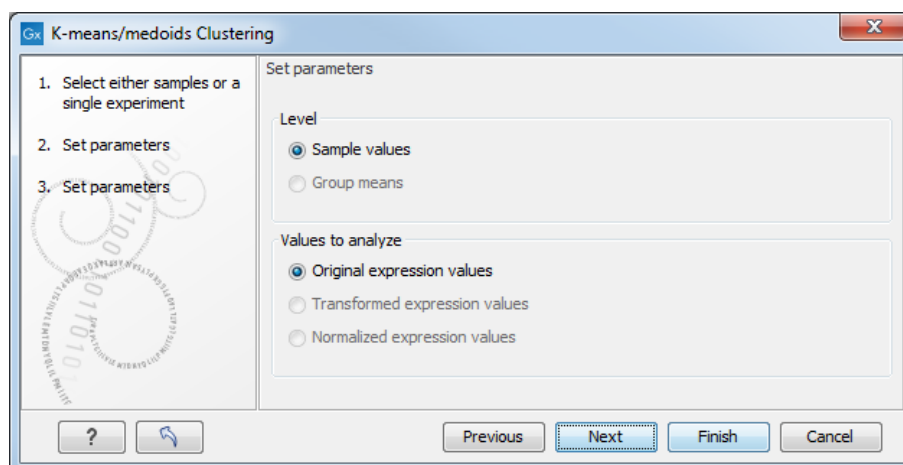 Gx K-means/medoids Clustering
X
1. Select either samples or a
single experiment
2. Set parameters
3. Set parameters
Set parameters
Level
Sample values
Group means
Values to analyze
Original expression values
Transformed expression values
Normalized expression values
?
Previous
Next
Finish
Cancel